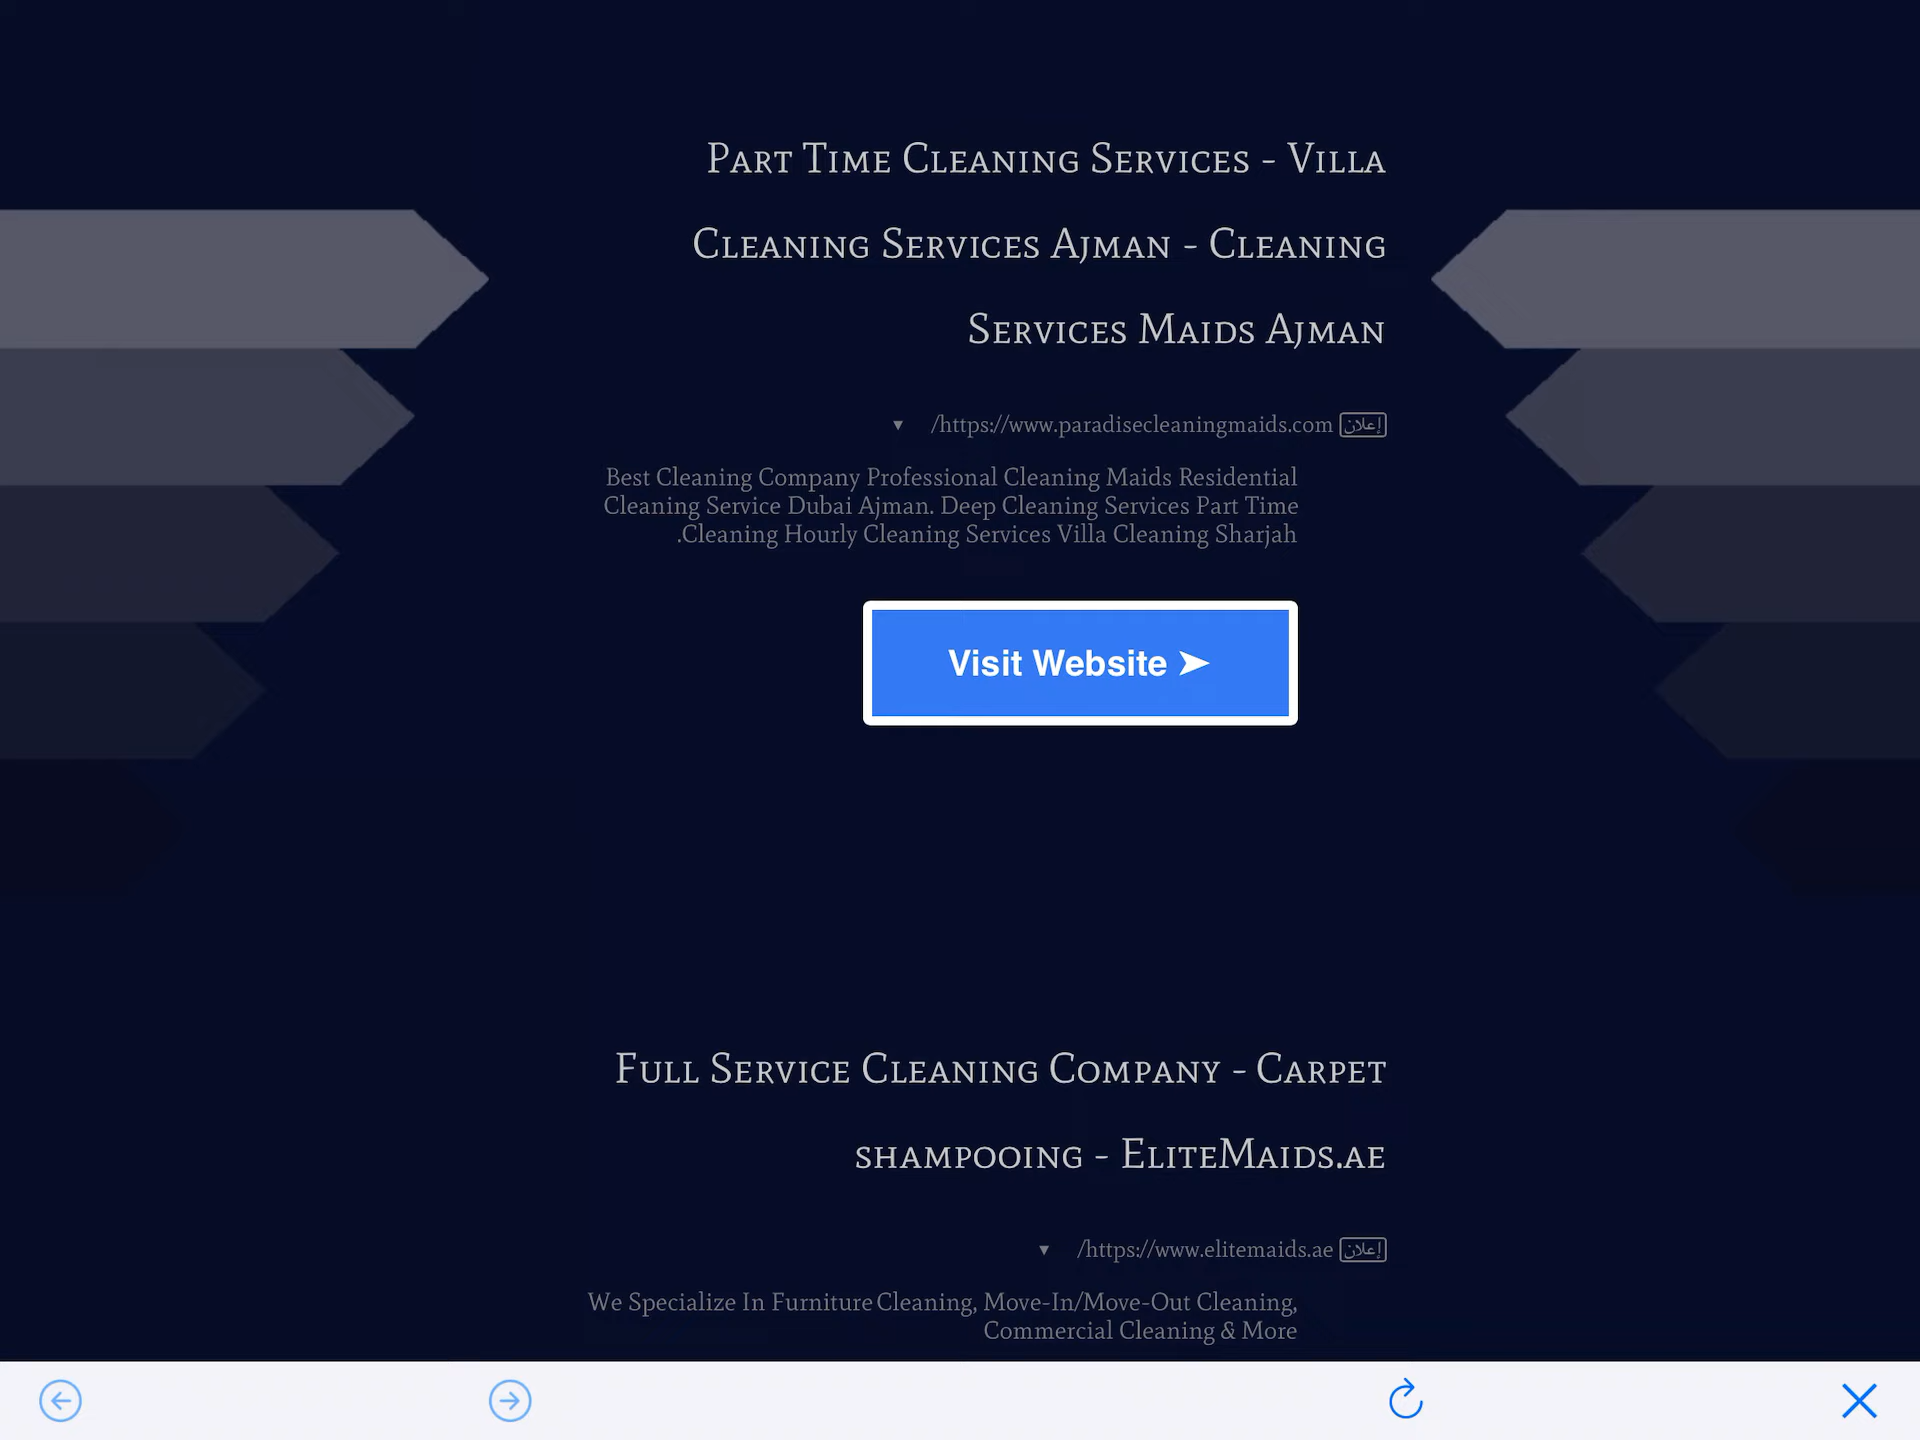 Part Time Cleaning Services - Villa
Cleaning Services Ajman - Cleaning
Services Maids Ajman
إعلان https://www.paradisecleaningmaids.com/ ▼
Best Cleaning Company Professional Cleaning Maids Residential
Cleaning Service Dubai Ajman. Deep Cleaning Services Part Time
.Cleaning Hourly Cleaning Services Villa Cleaning Sharjah
Visit Website ➤
Full Service Cleaning Company - Carpet
shampooing - EliteMaids.ae
إعلان https://www.elitemaids.ae/ ▼
We Specialize In Furniture Cleaning, Move-In/Move-Out Cleaning,
Commercial Cleaning & More